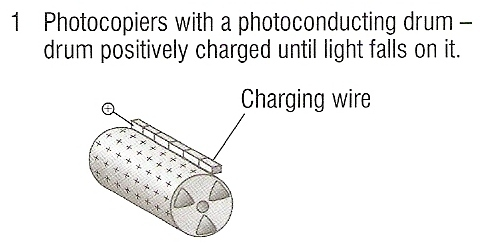 1 Photocopiers with a photoconducting drum –
drum positively charged until light falls on it.
Charging wire